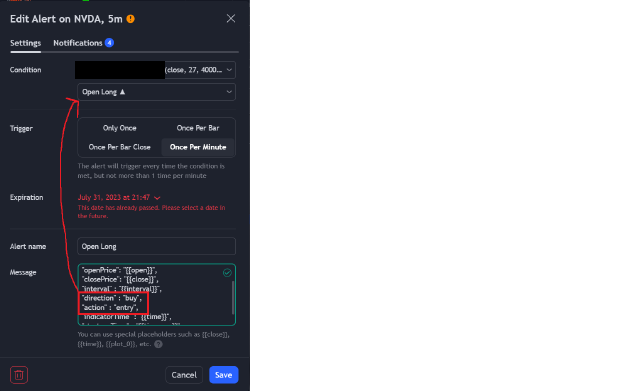 Edit Alert on NVDA, 5m
Settings Notifications 4
Condition (close, 27, 4000...
Open Long ▲
Trigger Only Once Once Per Bar
Once Per Bar Close Once Per Minute
The alert will trigger every time the condition is
met, but not more than 1 time per minute
Expiration July 31, 2023 at 21:47
This date has already passed. Please select a date in
the future.
Alert name Open Long
Message "openPrice": "{{open}}",
"closePrice": "{{close}}",
"interval" : "{{interval}}",
"direction" : "buy",
"action" : "entry",
"indicatorTime" : "{{time}}",
You can use special placeholders such as {{close}},
{{time}}, {{plot_0}}, etc. ?
Cancel Save